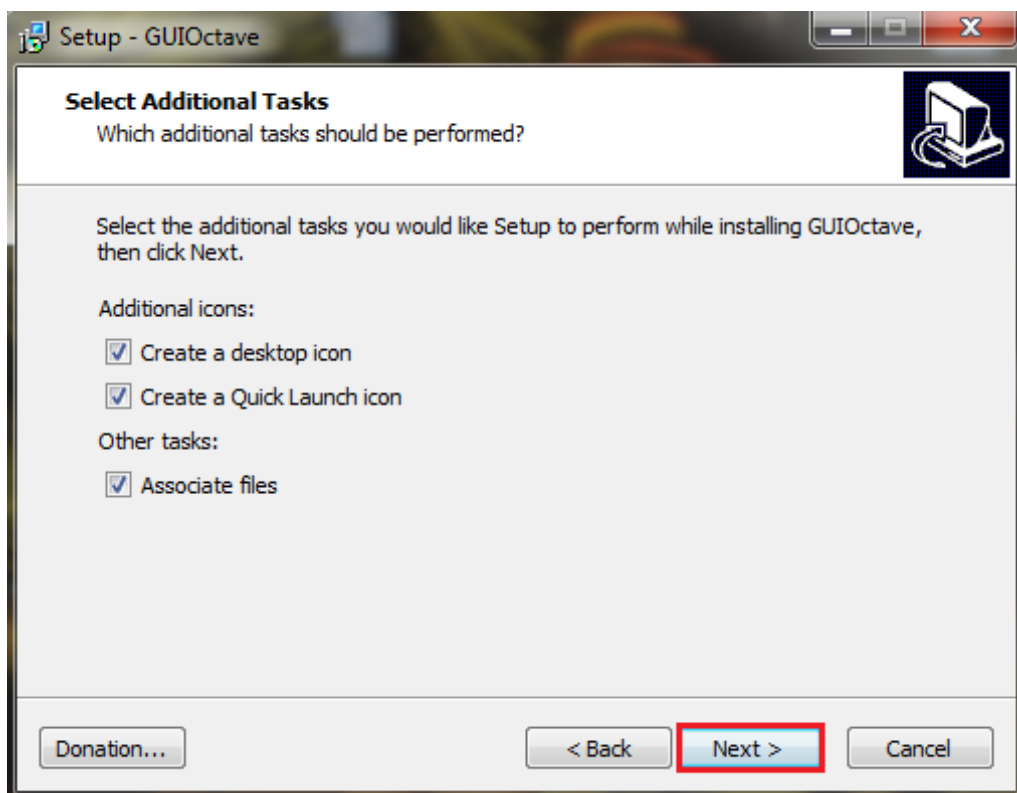 Setup - GUIOctave
Select Additional Tasks
Which additional tasks should be performed?
Select the additional tasks you would like Setup to perform while installing GUIOctave,
then click Next.
Additional icons:
Create a desktop icon
Create a Quick Launch icon
Other tasks:
Associate files
Donation...
< Back
Next >
Cancel